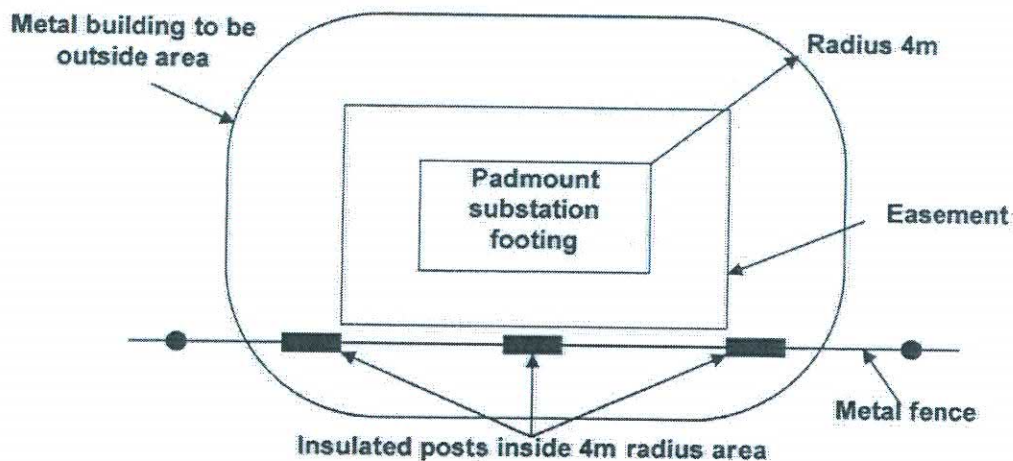 Metal building to be
outside area
Radius 4m
Padmount
substation
footing
Easement
Metal fence
Insulated posts inside 4m radius area